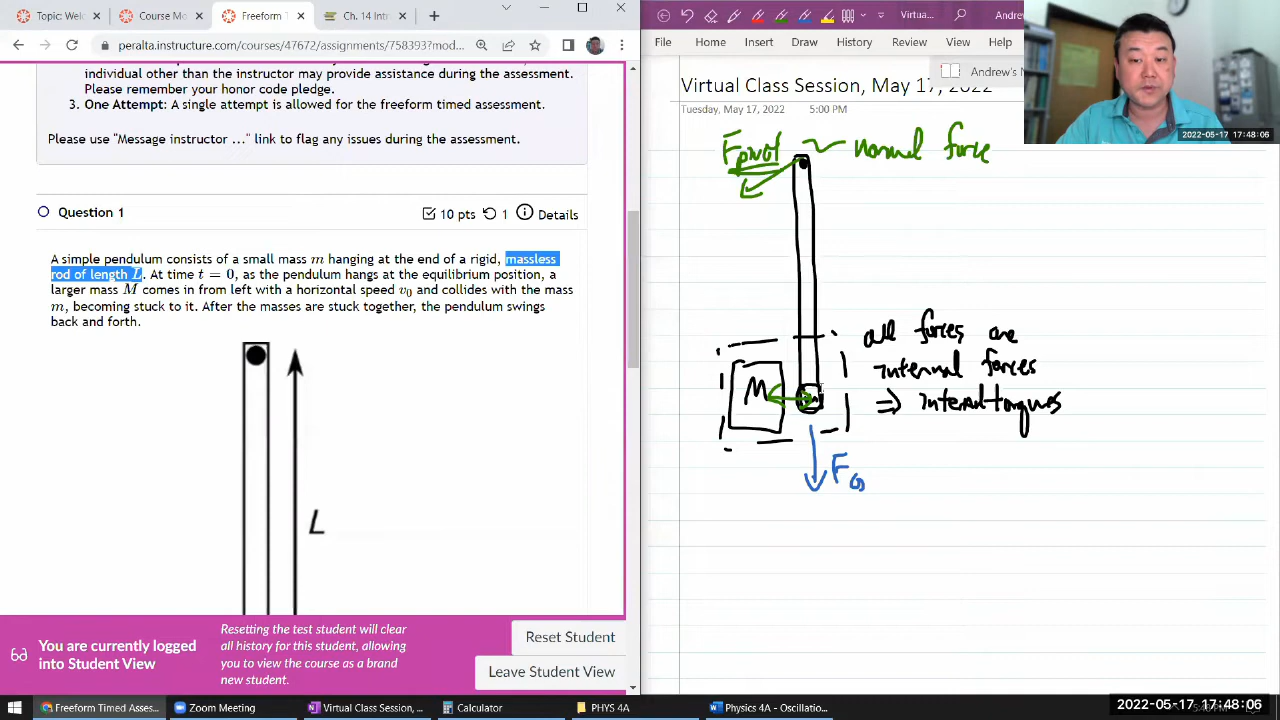 Topic Welc
Course Mo
Freeform T
Ch. 14 Intr
peralta.instructure.com/courses/47672/assignments/758393?m...
individual other than the instructor may provide assistance during the assessment.
Please remember your honor code pledge.
3. One Attempt: A single attempt is allowed for the freeform timed assessment.
Please use "Message instructor ..." link to flag any issues during the assessment.
Question 1
10 pts
1
Details
A simple pendulum consists of a small mass m hanging at the end of a rigid, massless
rod of length L. At time t = 0, as the pendulum hangs at the equilibrium position, a
larger mass M comes in from left with a horizontal speed v₀ and collides with the mass
m, becoming stuck to it. After the masses are stuck together, the pendulum swings
back and forth.
L
You are currently logged
into Student View
Resetting the test student will clear
all history for this student, allowing
you to view the course as a brand
new student.
Reset Student
Leave Student View
Virtua...
Andre
File
Home
Insert
Draw
History
Review
View
Help
Andrew's N
Virtual Class Session, May 17, 2022
Tuesday, May 17, 2022
5:00 PM
Fpivot ~ normal force
all forces are
internal forces
M
⇒ internal torques
F
2022-05-17 17:48:06
Freeform Timed Asses...
Zoom Meeting
Virtual Class Session, ...
Calculator
PHYS 4A
Physics 4A - Oscillatio...
2022-05-17 17:48:06